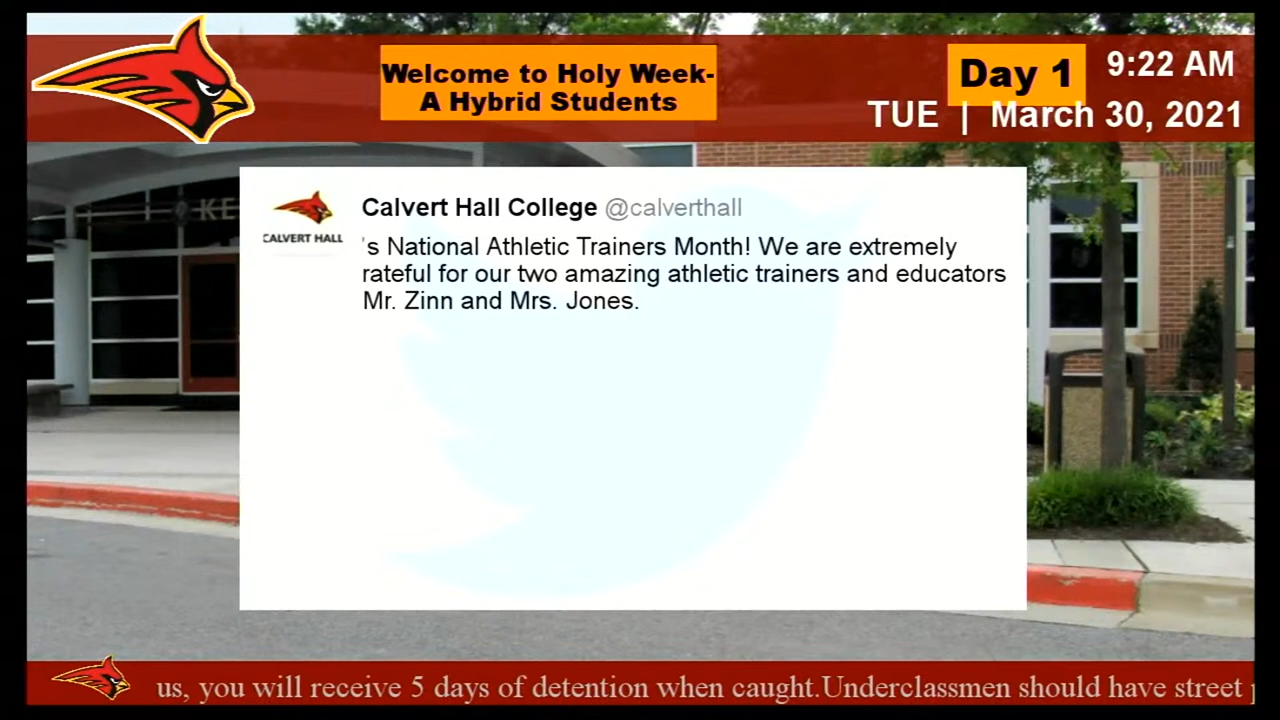 Welcome to Holy Week-
A Hybrid Students
Day 1
9:22 AM
TUE | March 30, 2021
KE
CALVERT HALL
Calvert Hall College @calverthall
's National Athletic Trainers Month! We are extremely
rateful for our two amazing athletic trainers and educators
Mr. Zinn and Mrs. Jones.
us, you will receive 5 days of detention when caught.Underclassmen should have street